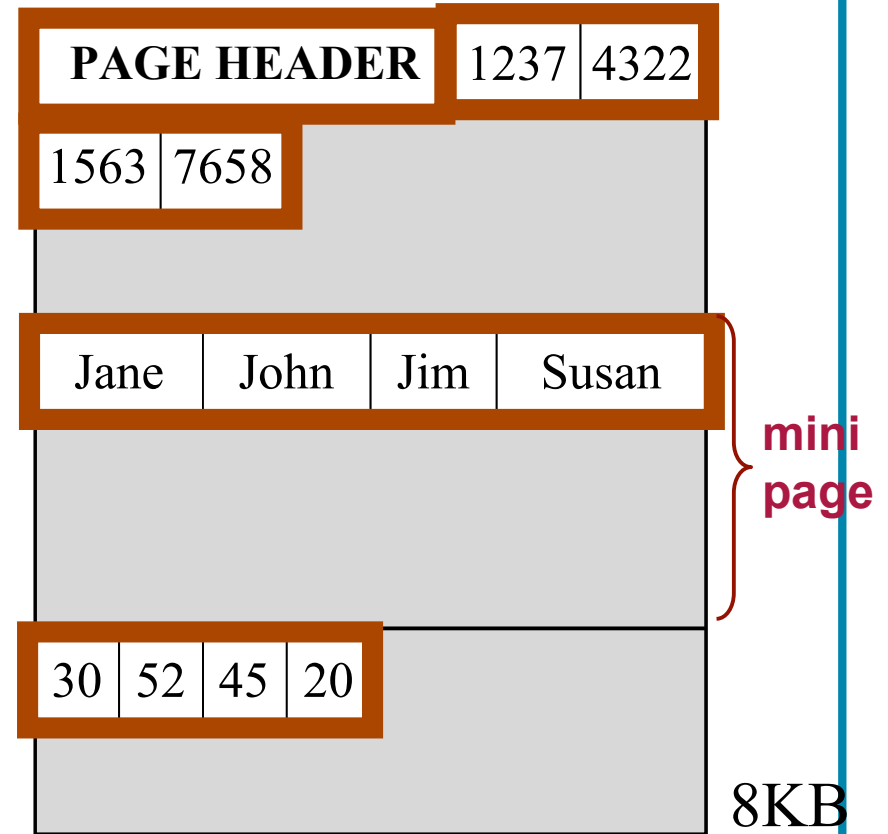 PAGE HEADER 1237 4322
1563 7658
Jane John Jim Susan
mini
page
30 52 45 20
8KB